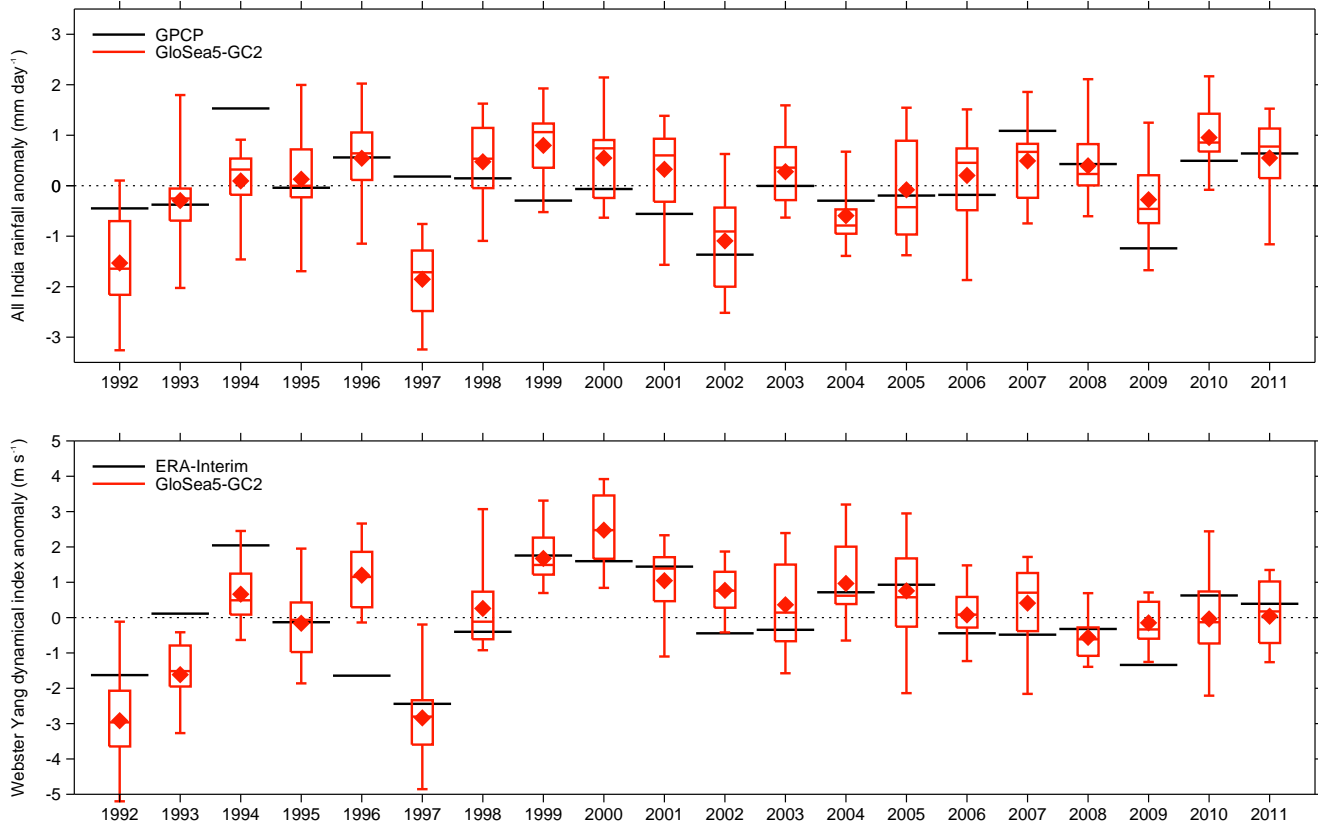 All India rainfall anomaly (mm day⁻¹)
3
2
1
0
-1
-2
-3
GPCP
GloSea5-GC2
1992 1993 1994 1995 1996 1997 1998 1999 2000 2001 2002 2003 2004 2005 2006 2007 2008 2009 2010 2011
Webster Yang dynamical index anomaly (m s⁻¹)
5
4
3
2
1
0
-1
-2
-3
-4
-5
ERA-Interim
GloSea5-GC2
1992 1993 1994 1995 1996 1997 1998 1999 2000 2001 2002 2003 2004 2005 2006 2007 2008 2009 2010 2011